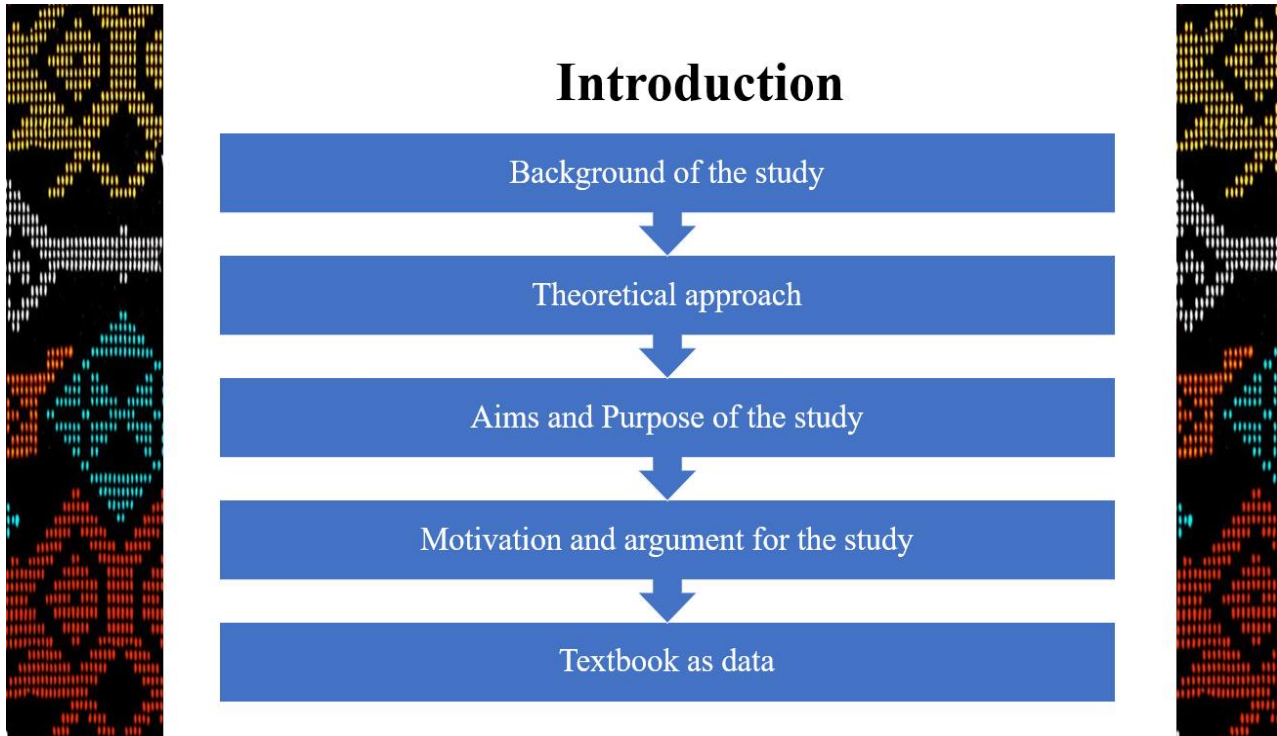 Introduction
Background of the study
Theoretical approach
Aims and Purpose of the study
Motivation and argument for the study
Textbook as data